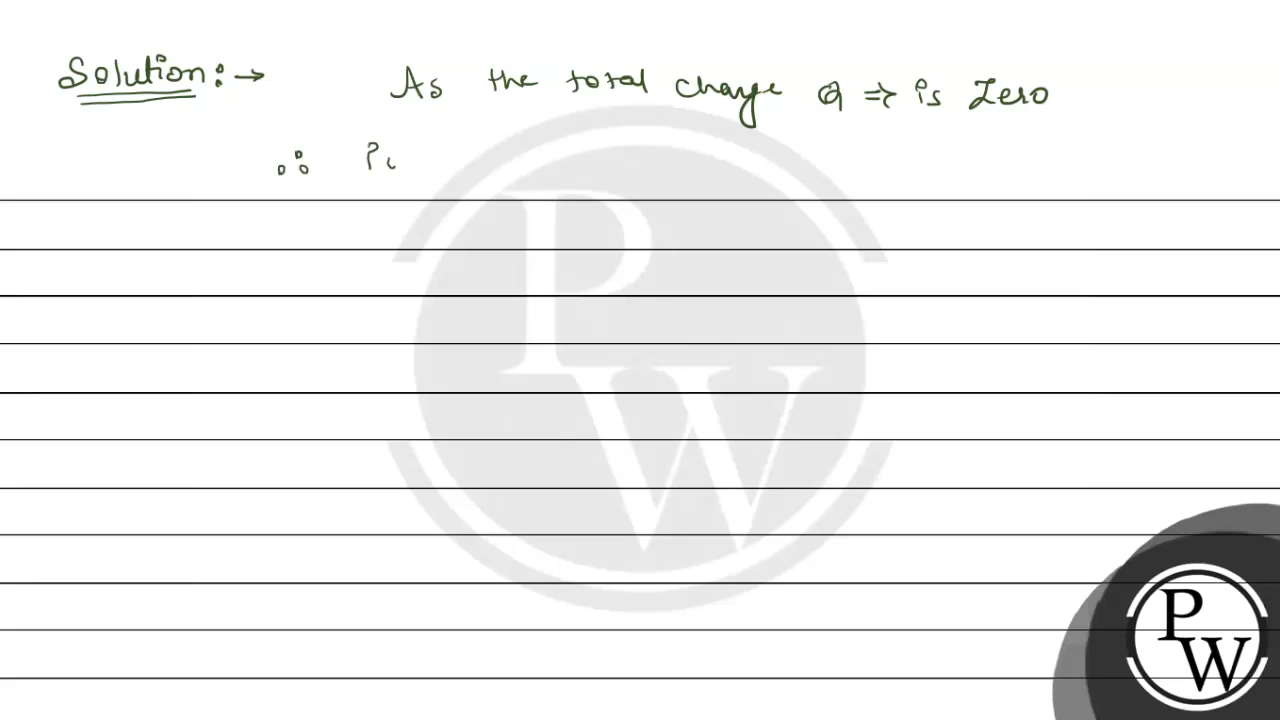 Solution:→ As the total charge Q ⇒ is Zero
∴
P
W
P
W